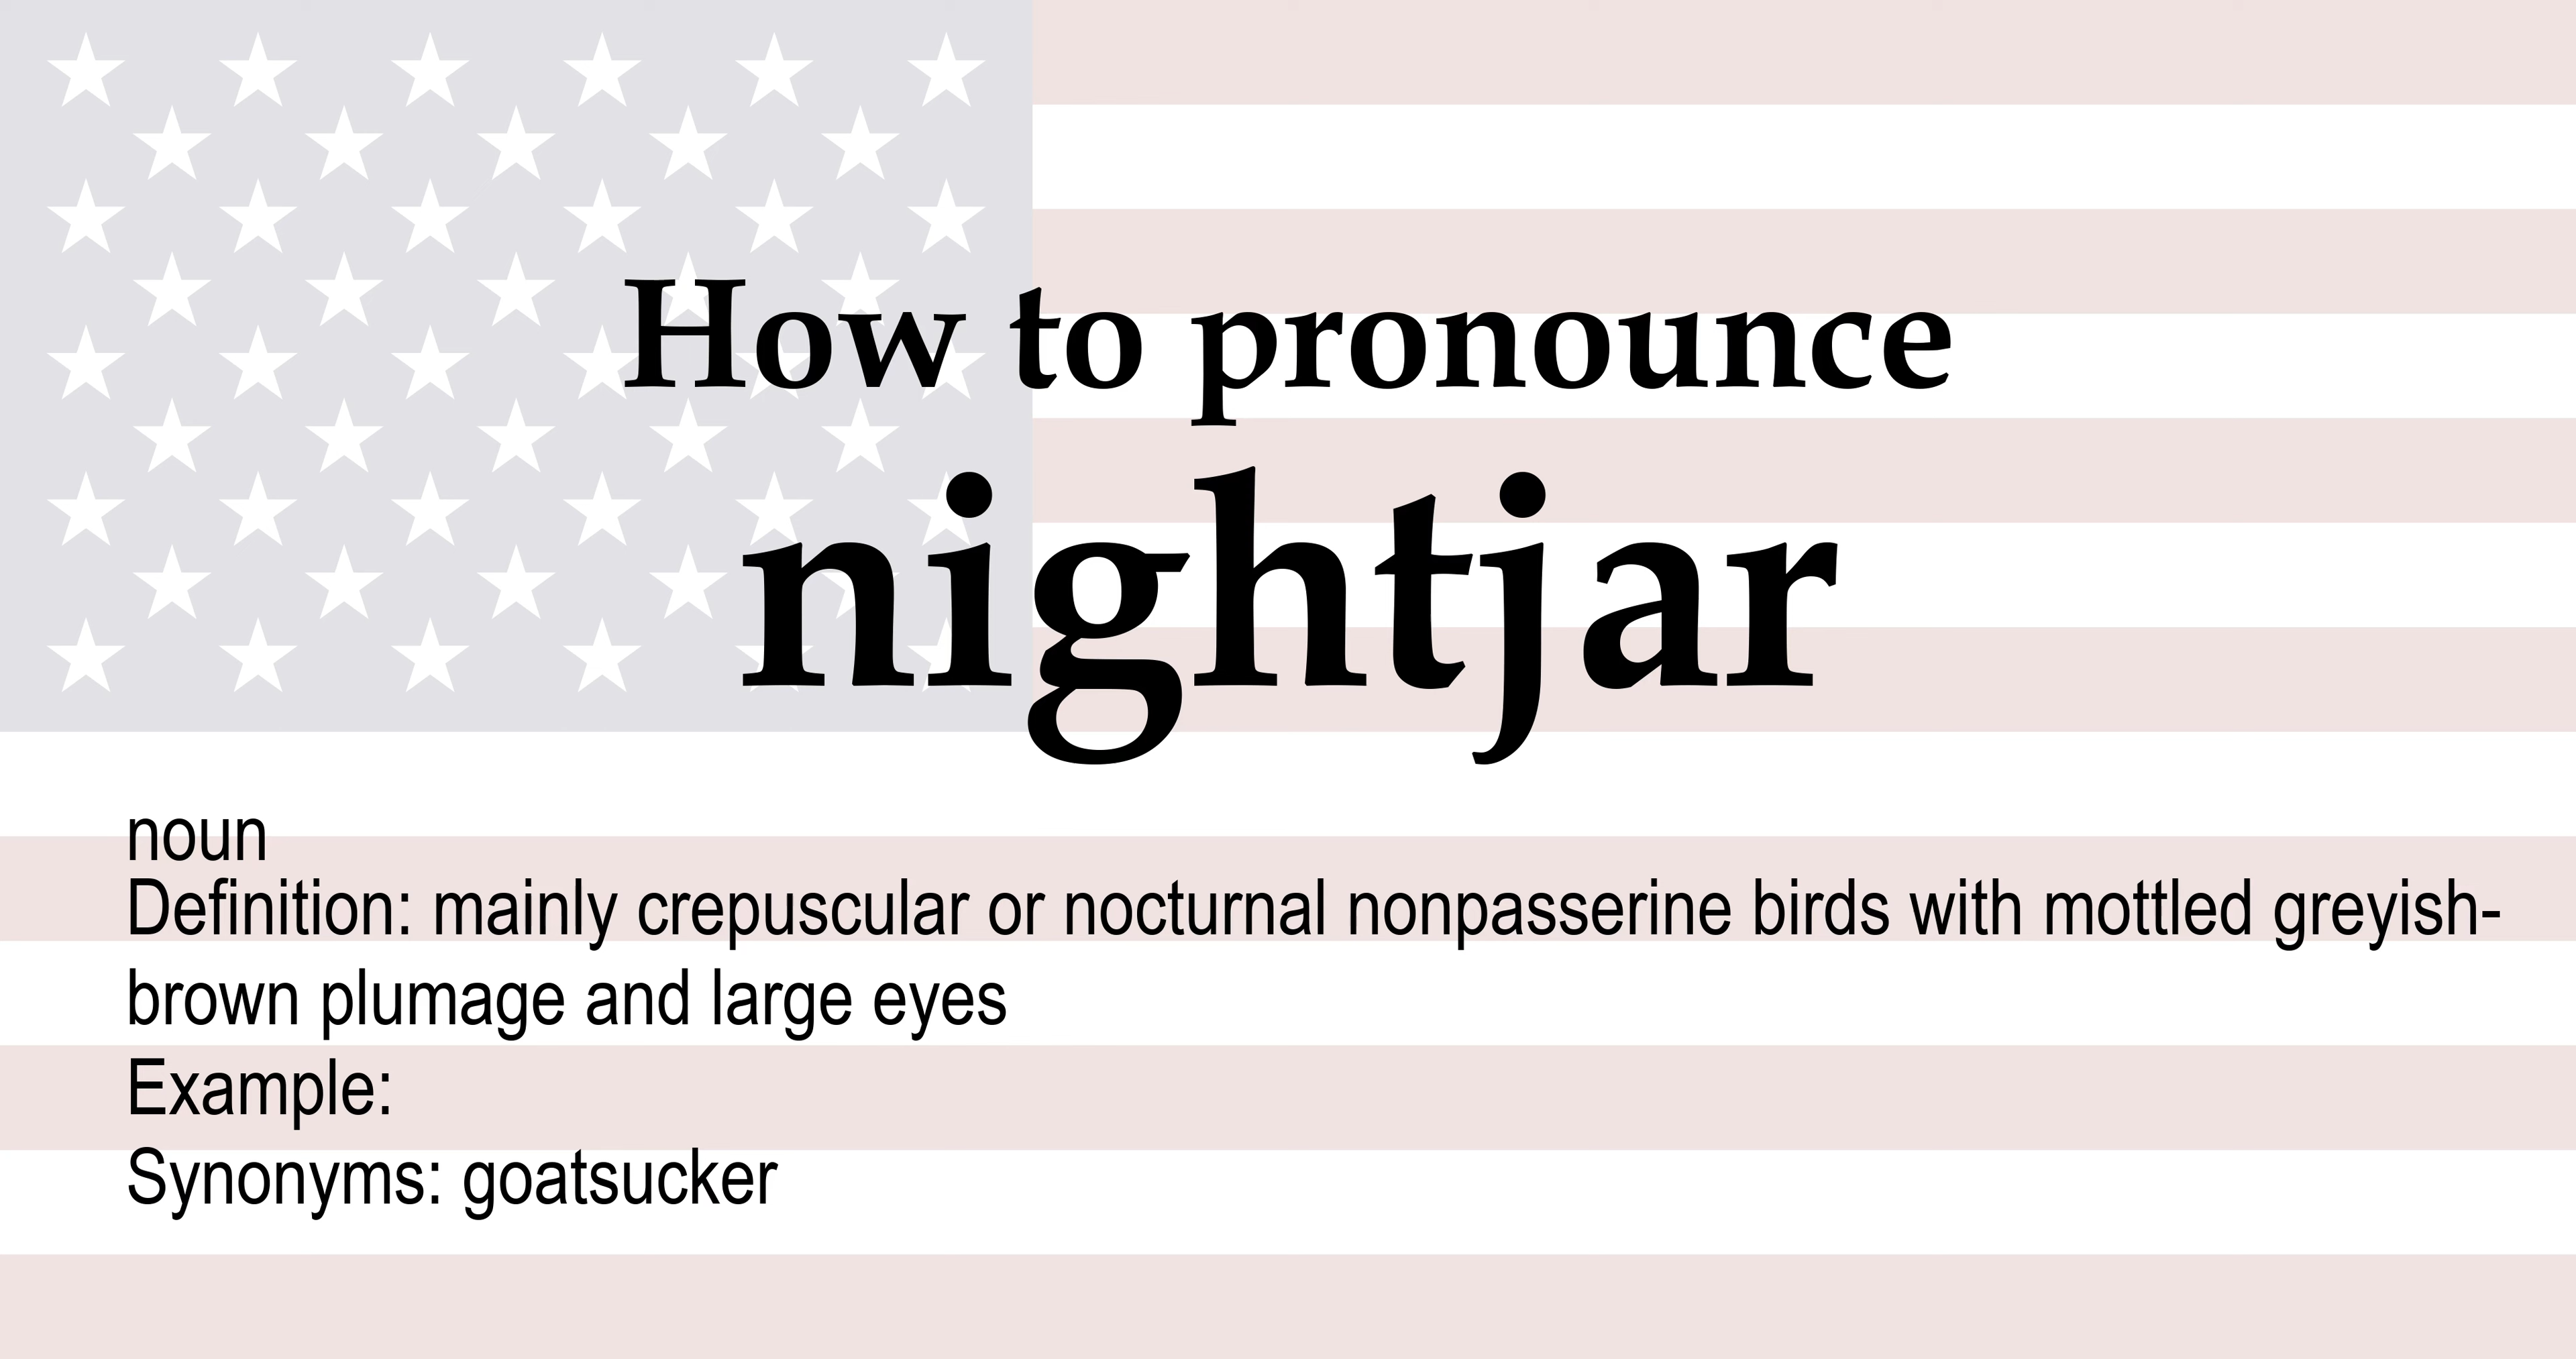 How to pronounce
nightjar
noun
Definition: mainly crepuscular or nocturnal nonpasserine birds with mottled greyish-
brown plumage and large eyes
Example:
Synonyms: goatsucker